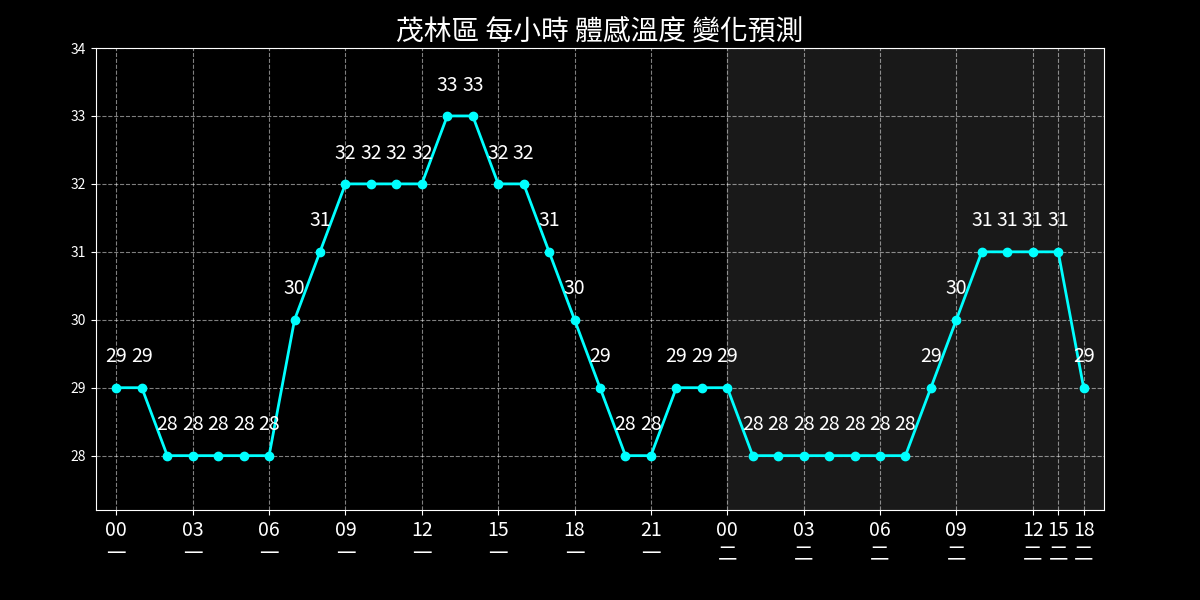 茂林區 每小時 體感溫度 變化預測
34
33 33
33
32 32 32 32 32 32
32
31 31 31 31 31 31
31
30 30 30
30
29 29 29 29 29 29 29 29
29
28 28 28 28 28 28 28 28 28 28 28 28 28 28
28
00 03 06 09 12 15 18 21 00 03 06 09 12 15 18
一 一 一 一 一 一 一 一 二 二 二 二 二 二 二